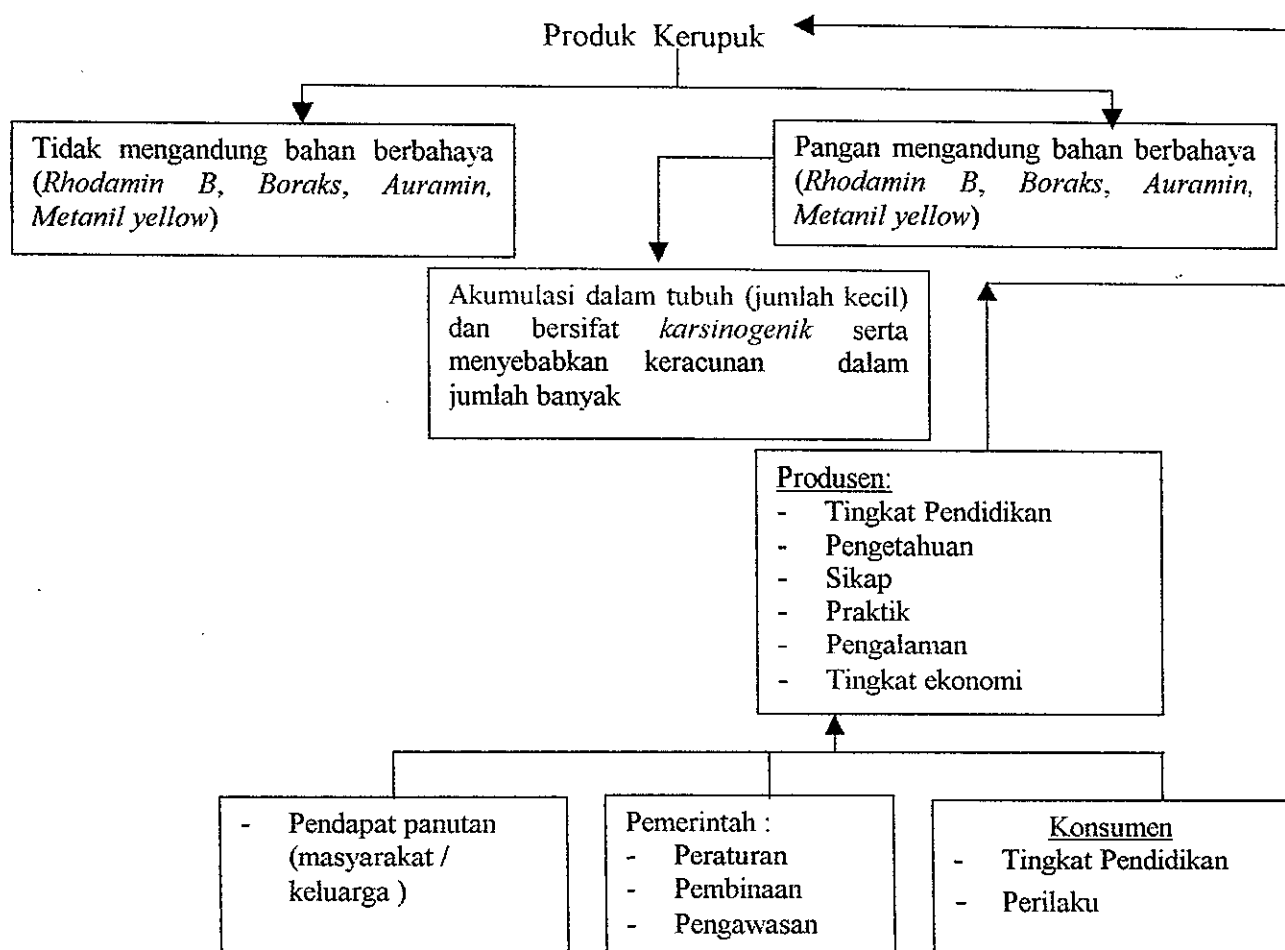 Produk Kerupuk
Tidak mengandung bahan berbahaya
(Rhodamin B, Boraks, Auramin,
Metanil yellow)
Pangan mengandung bahan berbahaya
(Rhodamin B, Boraks, Auramin,
Metanil yellow)
Akumulasi dalam tubuh (jumlah kecil)
dan bersifat karsinogenik serta
menyebabkan keracunan dalam
jumlah banyak
Produsen:
- Tingkat Pendidikan
- Pengetahuan
- Sikap
- Praktik
- Pengalaman
- Tingkat ekonomi
- Pendapat panutan
(masyarakat /
keluarga )
Pemerintah :
- Peraturan
- Pembinaan
- Pengawasan
Konsumen
- Tingkat Pendidikan
- Perilaku